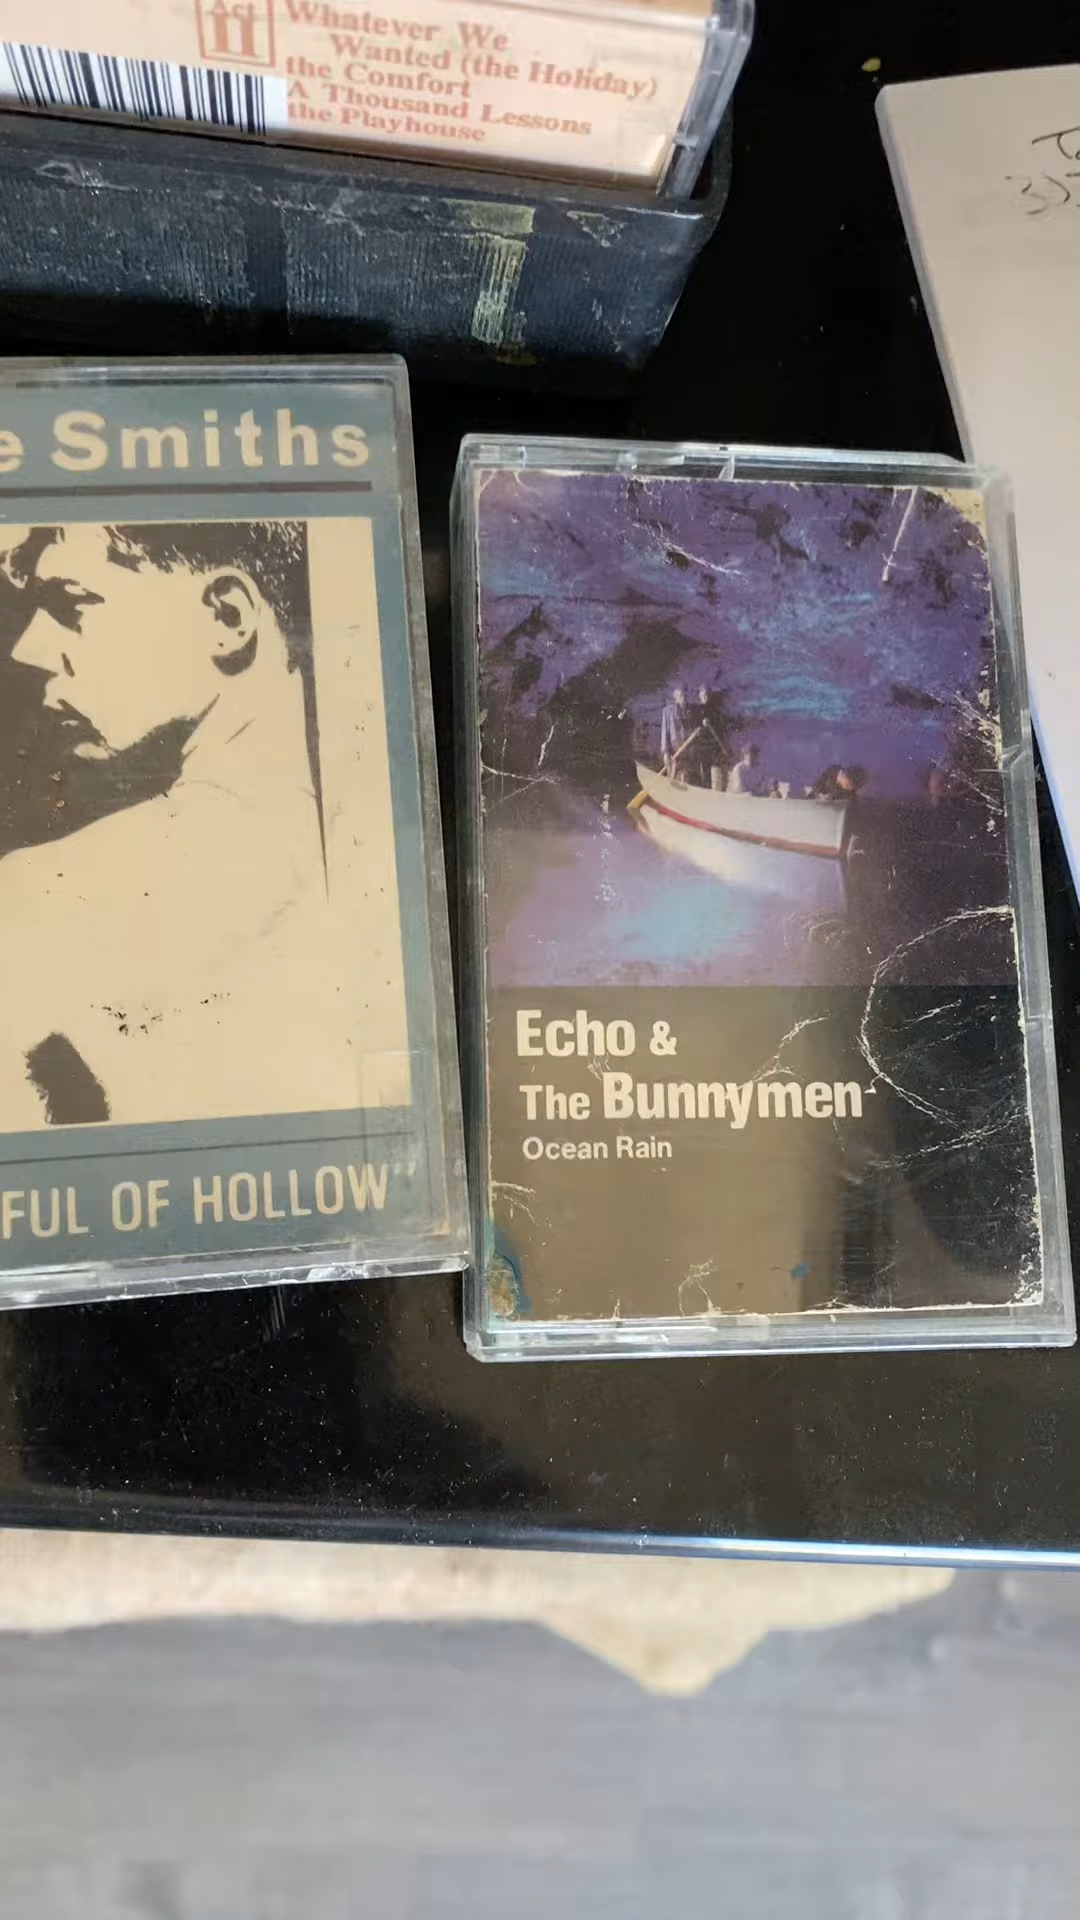 Act
II
Whatever We
Wanted (the Holiday)
the Comfort
A Thousand Lessons
the Playhouse
e Smiths
FUL OF HOLLOW"
Echo &
The Bunnymen
Ocean Rain
3)